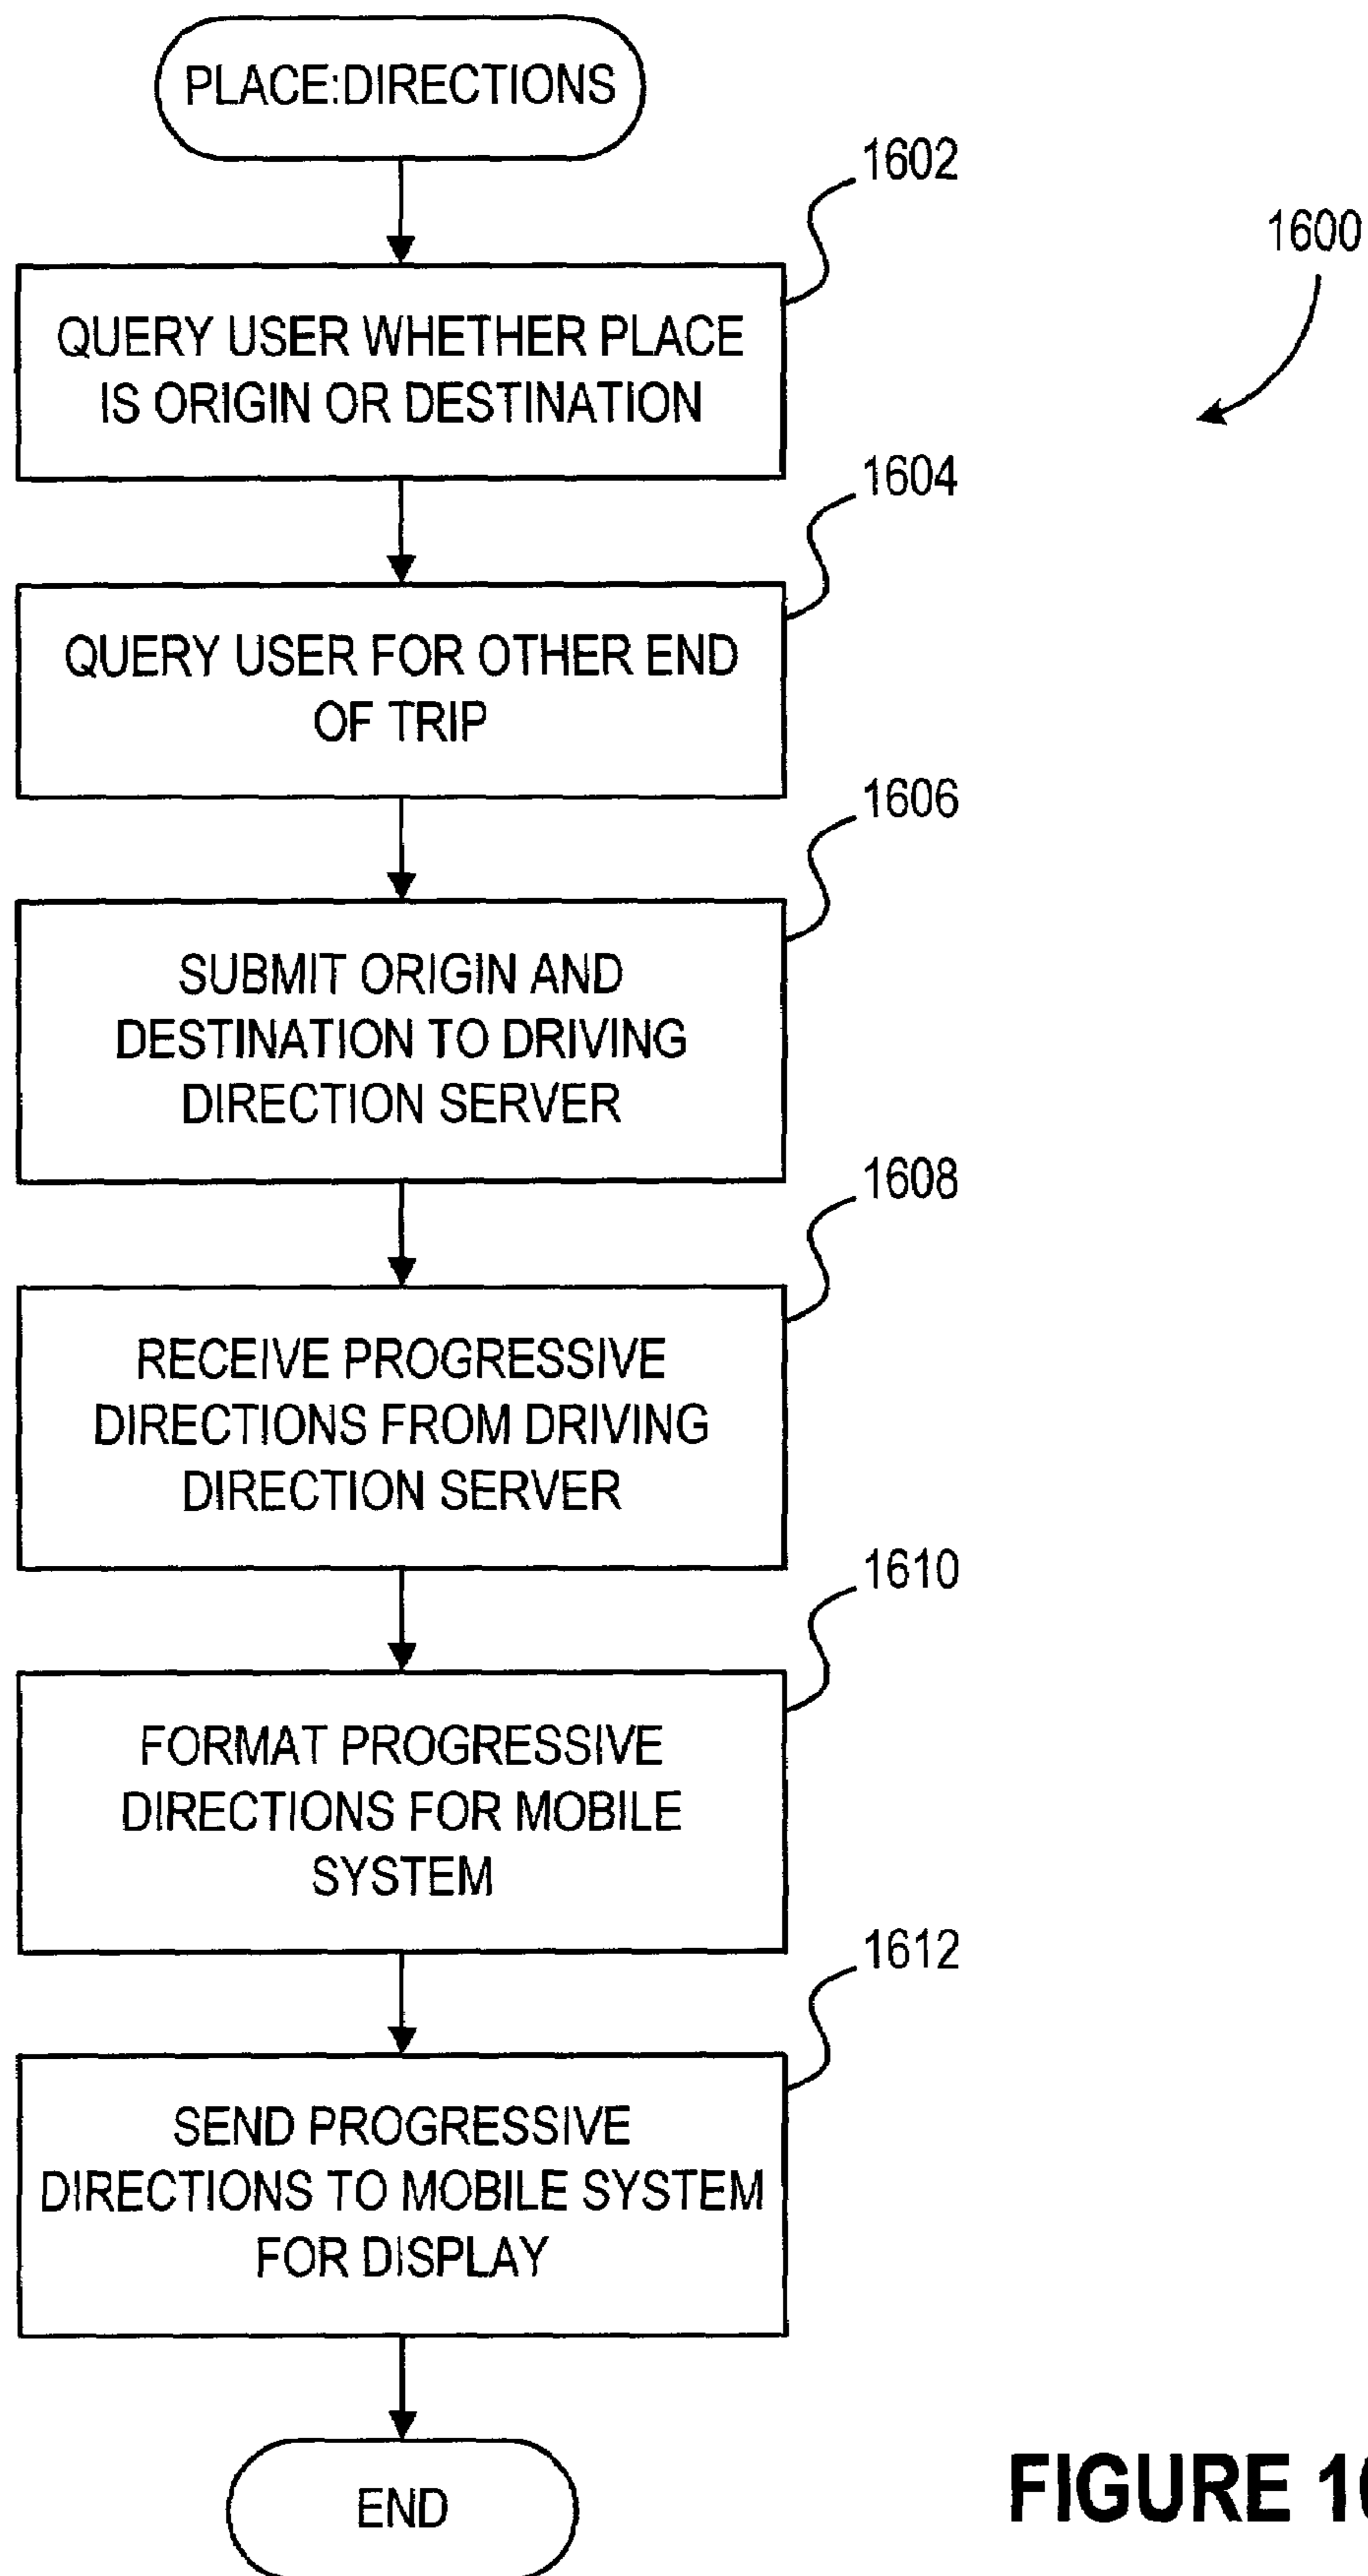 PLACE:DIRECTIONS
1602
1600
QUERY USER WHETHER PLACE
IS ORIGIN OR DESTINATION
1604
QUERY USER FOR OTHER END
OF TRIP
1606
SUBMIT ORIGIN AND
DESTINATION TO DRIVING
DIRECTION SERVER
1608
RECEIVE PROGRESSIVE
DIRECTIONS FROM DRIVING
DIRECTION SERVER
1610
FORMAT PROGRESSIVE
DIRECTIONS FOR MOBILE
SYSTEM
1612
SEND PROGRESSIVE
DIRECTIONS TO MOBILE SYSTEM
FOR DISPLAY
END
FIGURE 16